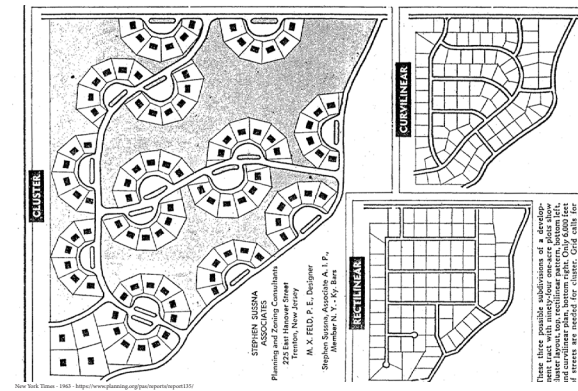 CLUSTER
STEPHEN SUSSNA
ASSOCIATES
Planning and Zoning Consultants
225 East Hanover Street
Trenton, New Jersey
M. X. FELD, P. E., Designer
Stephen Sussna, Associate A. I. P.,
Member N. Y. - Ky. Bars
CURVILINEAR
RECTILINEAR
These three possible subdivisions of a develop-
ment tract with ninety-four one-acre plots show
cluster layout, top, rectilinear pattern, bottom left,
and curvilinear plan, bottom right. Only 6,000 feet
of streets are needed for cluster. Grid calls for
New York Times - 1963 - https://www.planning.org/pas/reports/report135/